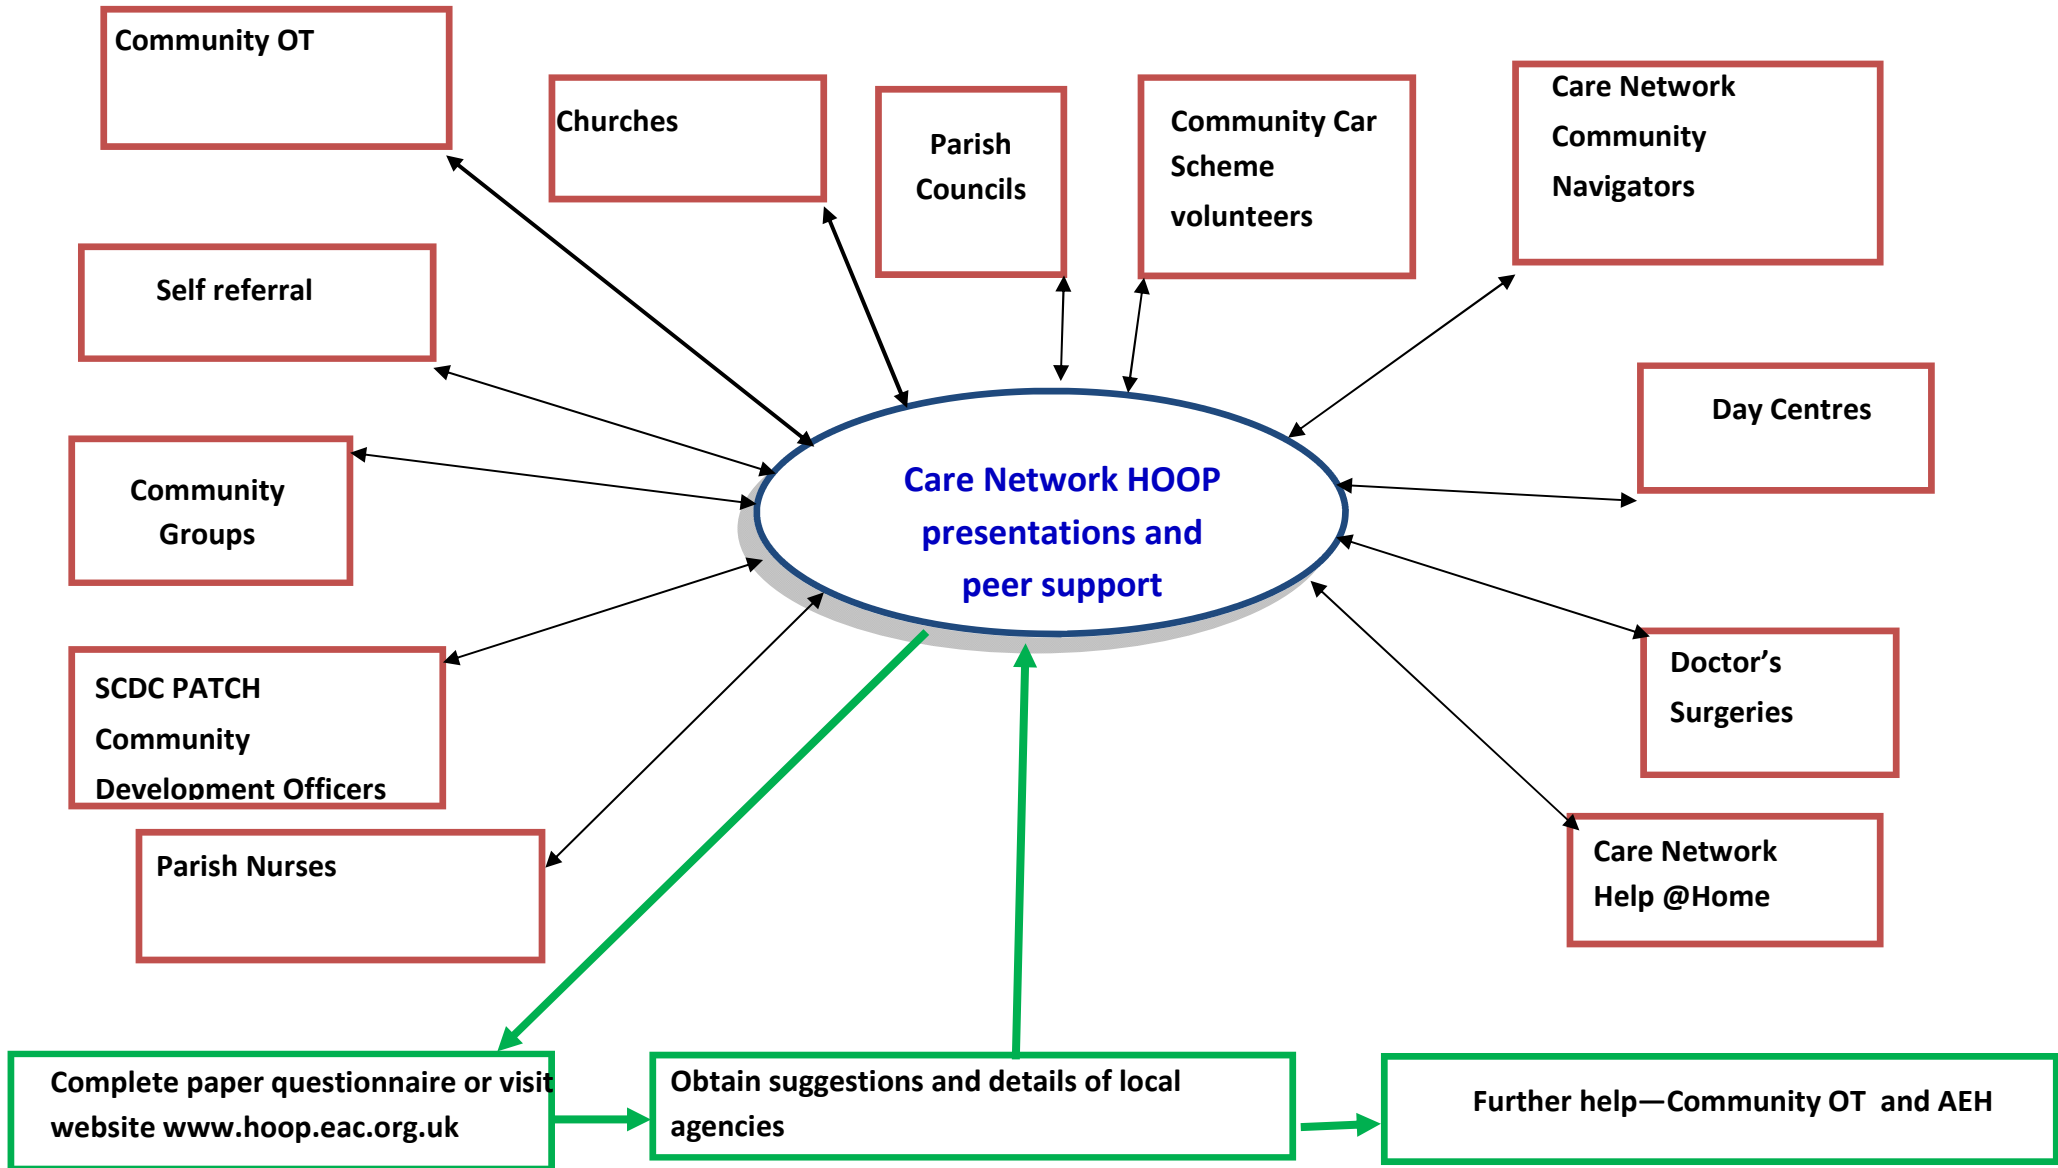 Community OT
Churches
Parish
Councils
Community Car
Scheme
volunteers
Care Network
Community
Navigators
Self referral
Day Centres
Community
Groups
Care Network HOOP
presentations and
peer support
SCDC PATCH
Community
Development Officers
Doctor’s
Surgeries
Parish Nurses
Care Network
Help @Home
Complete paper questionnaire or visit
website www.hoop.eac.org.uk
Obtain suggestions and details of local
agencies
Further help—Community OT  and AEH